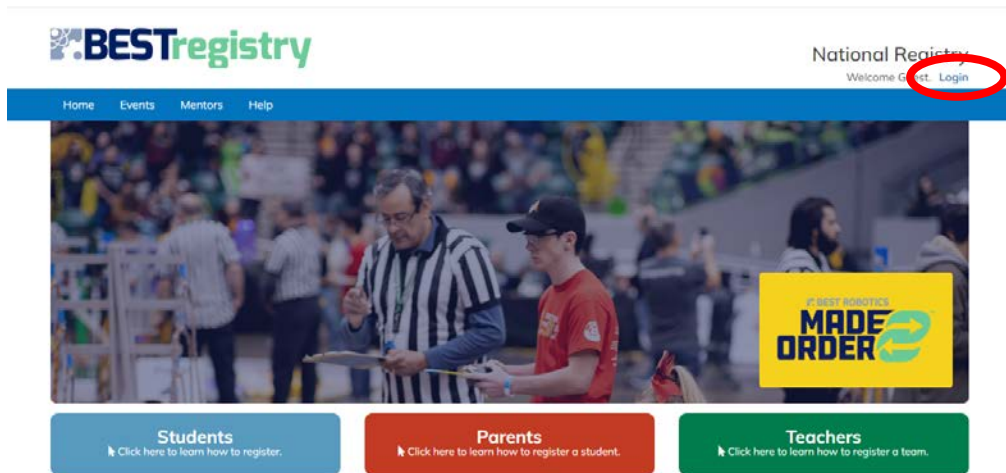 BESTregistry
National Registry
Welcome Guest. Login
Home Events Mentors Help
BEST ROBOTICS
MADE 2
ORDER
Students
Click here to learn how to register.
Parents
Click here to learn how to register a student.
Teachers
Click here to learn how to register a team.